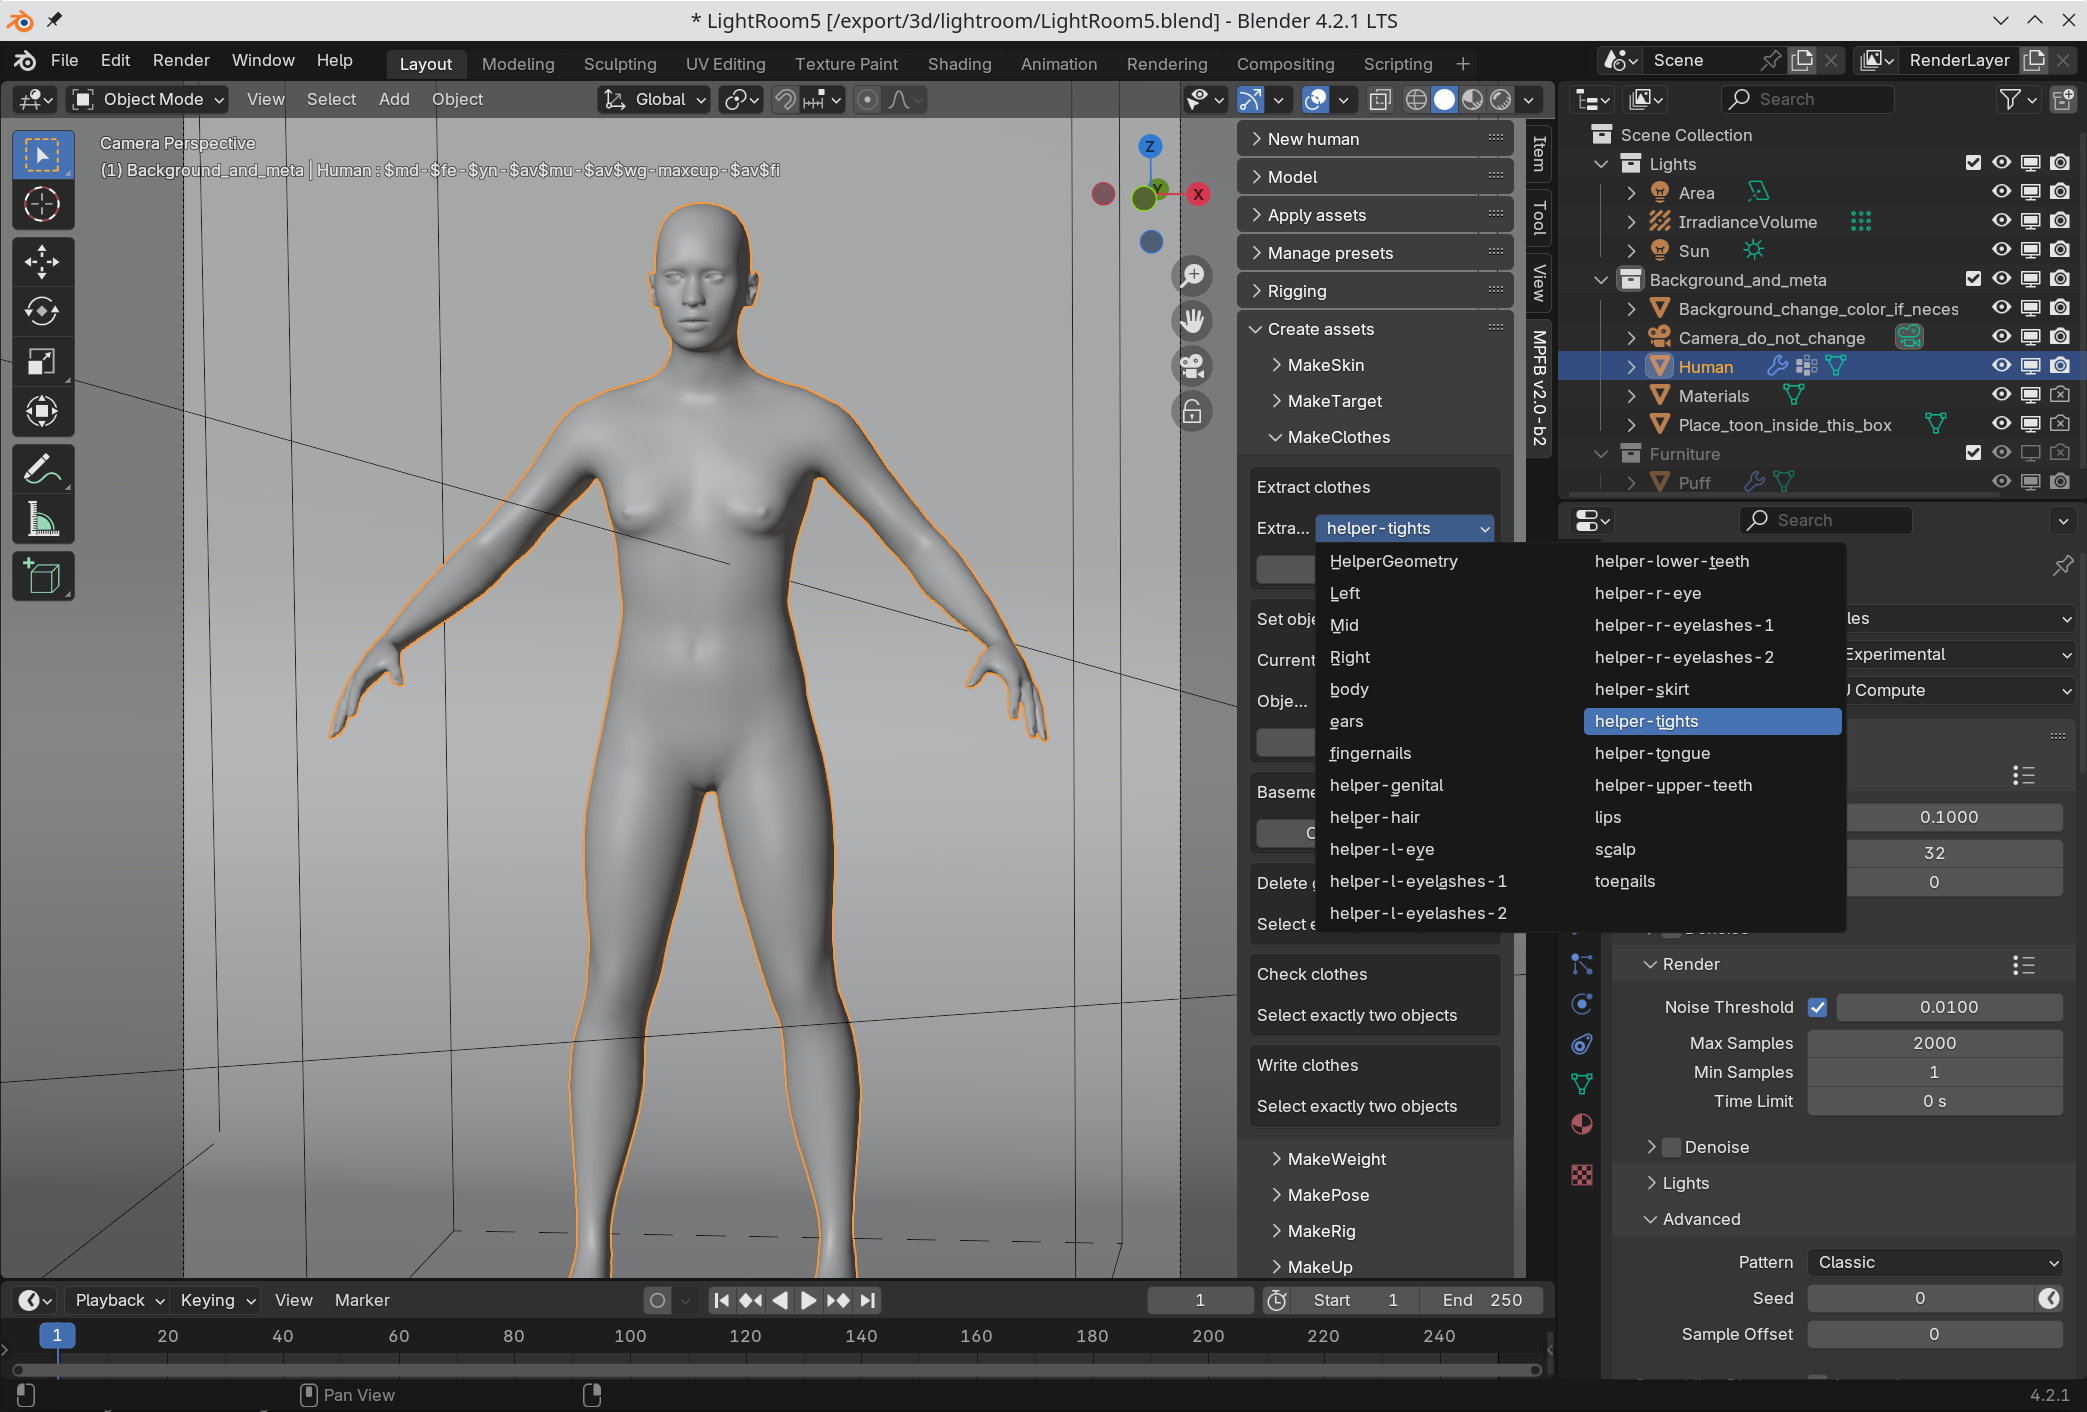 * LightRoom5 [/export/3d/lightroom/LightRoom5.blend] - Blender 4.2.1 LTS
File Edit Render Window Help Layout Modeling Sculpting UV Editing Texture Paint Shading Animation Rendering Compositing Scripting + Scene RenderLayer
Object Mode View Select Add Object Global Search
Camera Perspective
(1) Background_and_meta | Human : $md-$fe-$yn-$av$mu-$av$wg-maxcup-$av$fi
Z
Y
X
New human
Model
Apply assets
Manage presets
Rigging
Create assets
MakeSkin
MakeTarget
MakeClothes
Extract clothes
Extra... helper-tights
HelperGeometry
Left
Mid
Right
body
ears
fingernails
helper-genital
helper-hair
helper-l-eye
helper-l-eyelashes-1
helper-l-eyelashes-2
helper-lower-teeth
helper-r-eye
helper-r-eyelashes-1
helper-r-eyelashes-2
helper-skirt
helper-tights
helper-tongue
helper-upper-teeth
lips
scalp
toenails
Set obje
Current
Obje...
Baseme
C
Delete
Select e
Check clothes
Select exactly two objects
Write clothes
Select exactly two objects
MakeWeight
MakePose
MakeRig
MakeUp
Item
Tool
View
MPFB v2.0-b2
Scene Collection
Lights
Area
IrradianceVolume
Sun
Background_and_meta
Background_change_color_if_neces
Camera_do_not_change
Human
Materials
Place_toon_inside_this_box
Furniture
Puff
Search
les
Experimental
U Compute
0.1000
32
0
Render
Noise Threshold 0.0100
Max Samples 2000
Min Samples 1
Time Limit 0 s
Denoise
Lights
Advanced
Pattern Classic
Seed 0
Sample Offset 0
Playback Keying View Marker 1 Start 1 End 250
1 20 40 60 80 100 120 140 160 180 200 220 240
Pan View 4.2.1